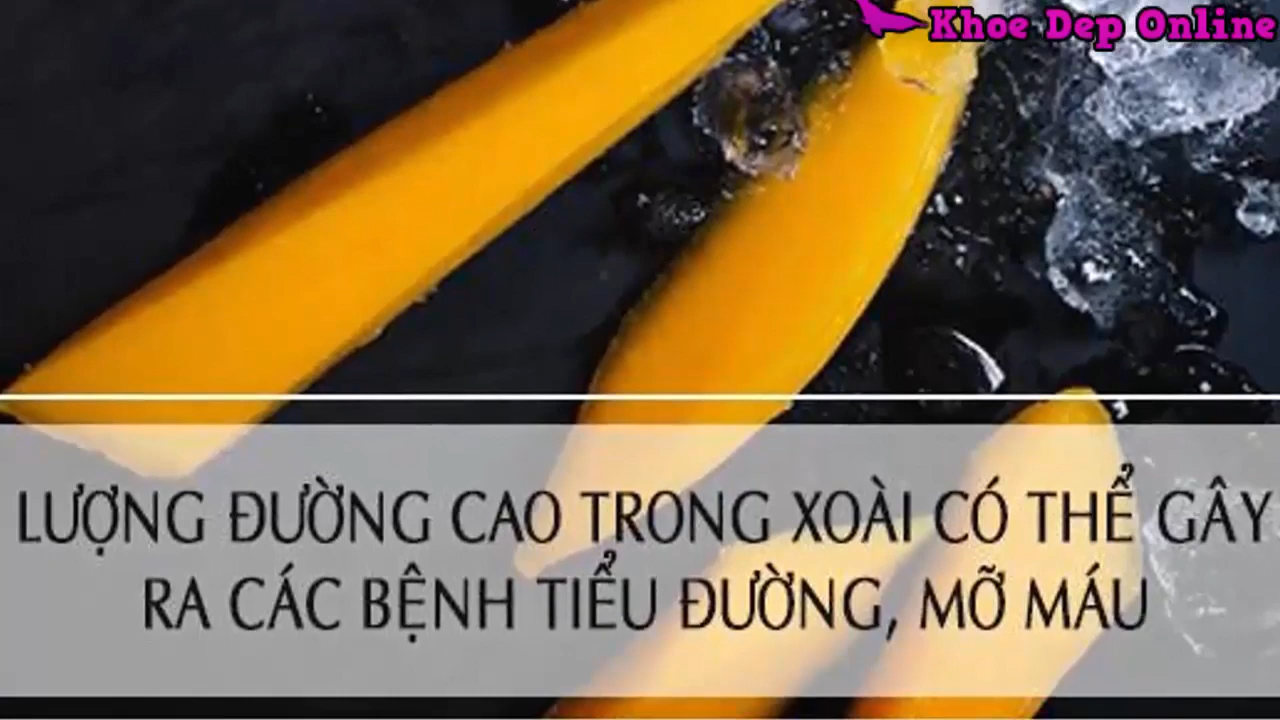 Khoe Dep Online
LƯỢNG ĐƯỜNG CAO TRONG XOÀI CÓ THỂ GÂY
RA CÁC BỆNH TIỂU ĐƯỜNG, MỠ MÁU